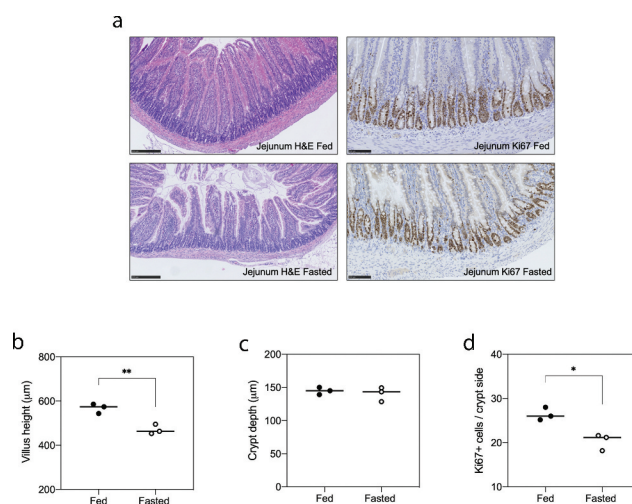 a
Jejunum H&E Fed
Jejunum Ki67 Fed
Jejunum H&E Fasted
Jejunum Ki67 Fasted
b
Villus height (μm)
800
600
400
200
**
Fed
Fasted
c
Crypt depth (μm)
200
150
100
50
0
Fed
Fasted
d
Ki67+ cells / crypt side
40
30
20
10
*
Fed
Fasted